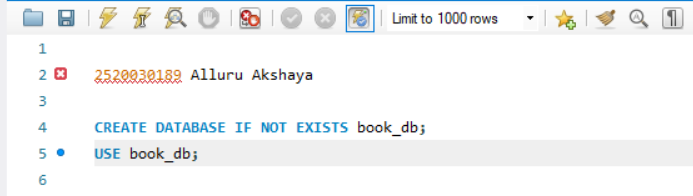 Limit to 1000 rows
1
2 2520030189 Alluru Akshaya
3
4 CREATE DATABASE IF NOT EXISTS book_db;
5 USE book_db;
6